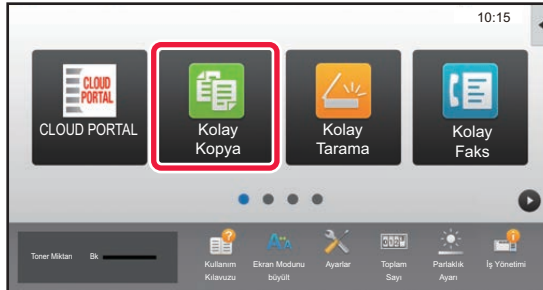 10:15
CLOUD
PORTAL
CLOUD PORTAL
Kolay
Kopya
Kolay
Tarama
Kolay
Faks
Toner Miktarı
Bk
Kullanım
Kılavuzu
Ekran Modunu
büyült
Ayarlar
Toplam
Sayı
Parlaklık
Ayarı
İş Yönetimi